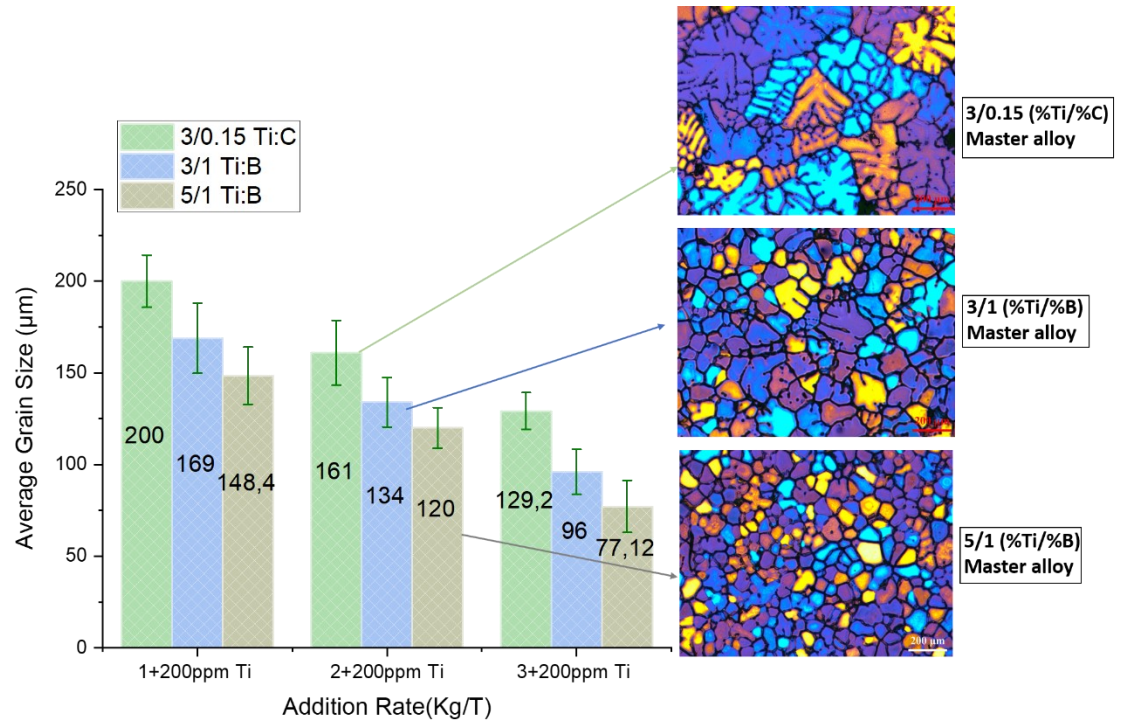 3/0.15 Ti:C
3/1 Ti:B
5/1 Ti:B
Average Grain Size (μm)
250
200
150
100
50
0
200
169
148,4
161
134
120
129,2
96
77,12
1+200ppm Ti
2+200ppm Ti
3+200ppm Ti
Addition Rate(Kg/T)
3/0.15 (%Ti/%C)
Master alloy
3/1 (%Ti/%B)
Master alloy
200 μm
5/1 (%Ti/%B)
Master alloy
200 μm